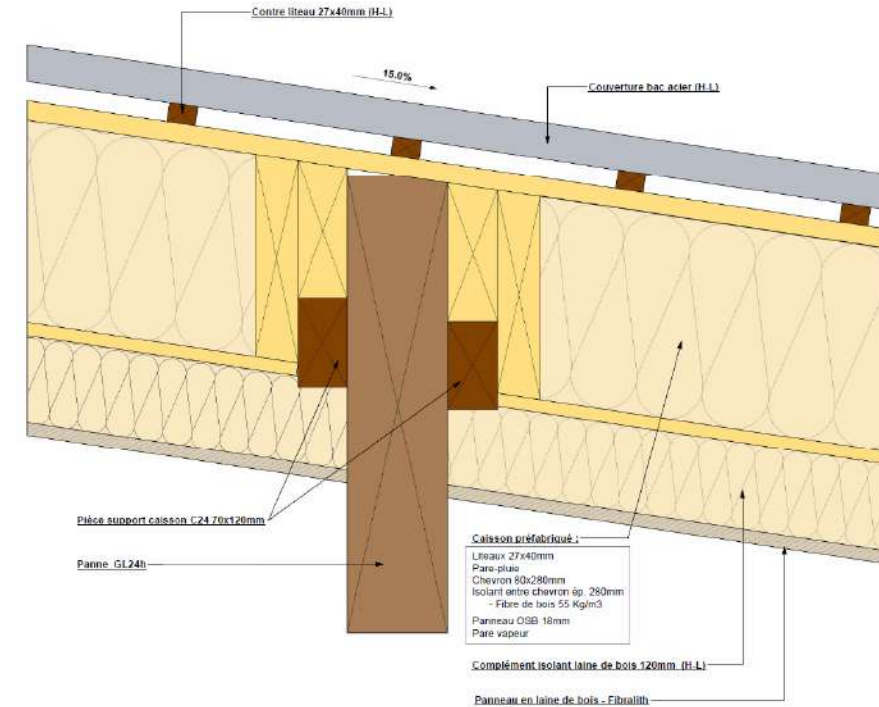 Contre liteau 27x40mm (H-L)
15.0%
Couverture bac acier (H-L)
Pièce support caisson C24 70x120mm
Panne GL24h
Caisson préfabriqué :
Liteaux 27x40mm
Pare-pluie
Chevron 60x280mm
Isolant entre chevron ép. 280mm
- Fibre de bois 55 Kg/m3
Panneau OSB 18mm
Pare vapeur
Complément isolant laine de bois 120mm (H-L)
Panneau en laine de bois - Fibralith